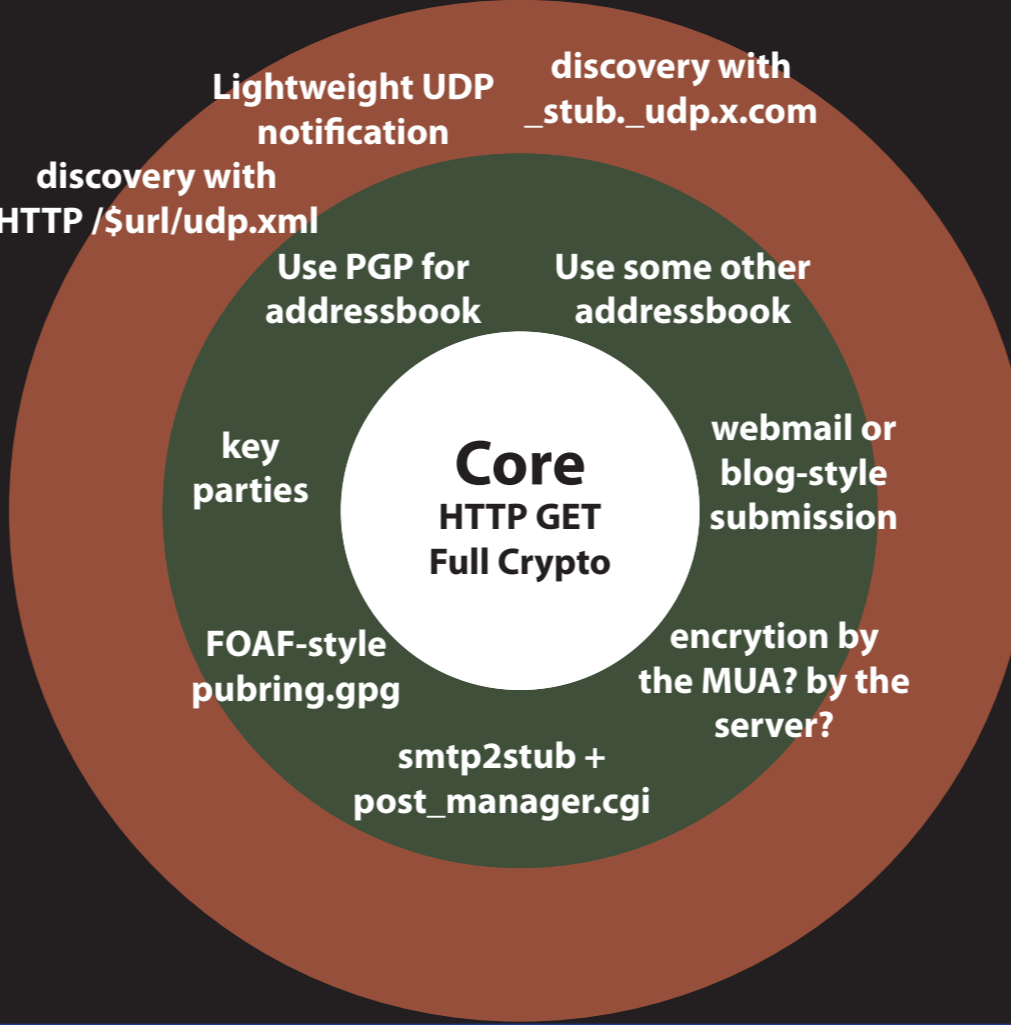 Lightweight UDP
notification
discovery with
_stub._udp.x.com
discovery with
HTTP /$url/udp.xml
Use PGP for
addressbook
Use some other
addressbook
key
parties
Core
HTTP GET
Full Crypto
webmail or
blog-style
submission
FOAF-style
pubring.gpg
encrytion by
the MUA? by the
server?
smtp2stub +
post_manager.cgi